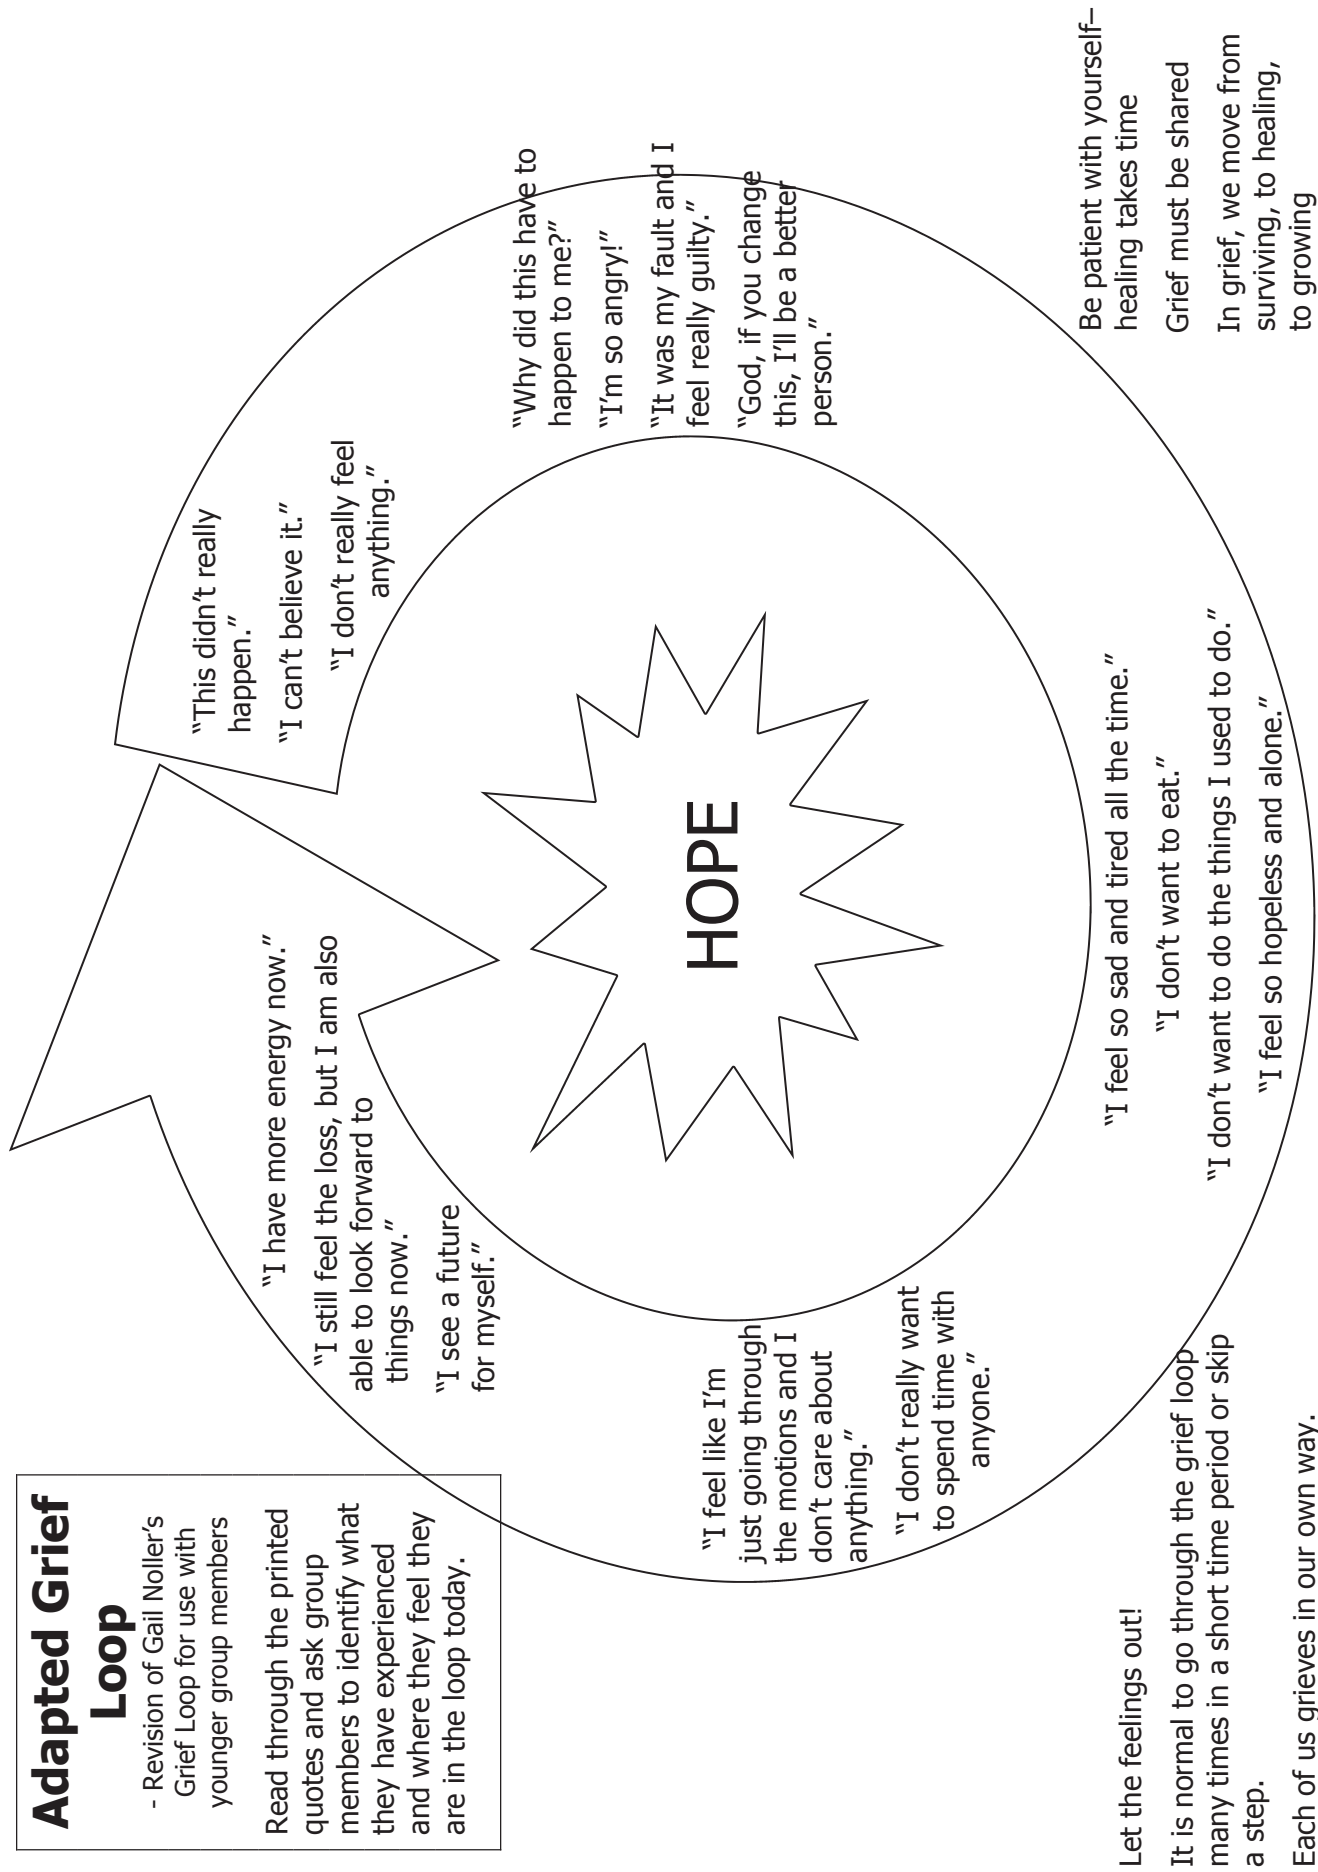 Adapted Grief
Loop
- Revision of Gail Noller’s
Grief Loop for use with
younger group members
Read through the printed
quotes and ask group
members to identify what
they have experienced
and where they feel they
are in the loop today.
“This didn’t really
happen.”
“I can’t believe it.”
“I don’t really feel
anything.”
“Why did this have to
happen to me?”
“I’m so angry!”
“It was my fault and I
feel really guilty.”
“God, if you change
this, I’ll be a better
person.”
“I feel so sad and tired all the time.”
“I don’t want to eat.”
“I don’t want to do the things I used to do.”
“I feel so hopeless and alone.”
“I feel like I’m
just going through
the motions and I
don’t care about
anything.”
“I don’t really want
to spend time with
anyone.”
“I have more energy now.”
“I still feel the loss, but I am also
able to look forward to
things now.”
“I see a future
for myself.”
HOPE
Let the feelings out!
It is normal to go through the grief loop
many times in a short time period or skip
a step.
Each of us grieves in our own way.
Be patient with yourself–
healing takes time
Grief must be shared
In grief, we move from
surviving, to healing,
to growing